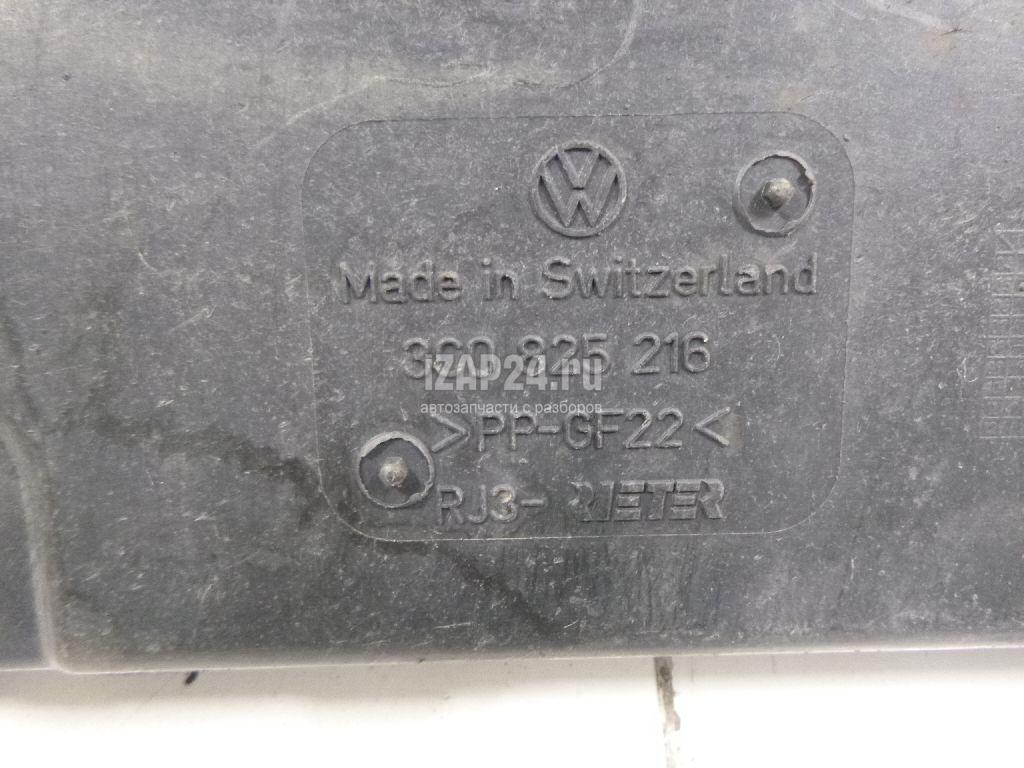 VW
Made in Switzerland
3C0 825 216
IZAP24.ru
автозапчасти с разборов
>PP-GF22<
RJ3- RIETER